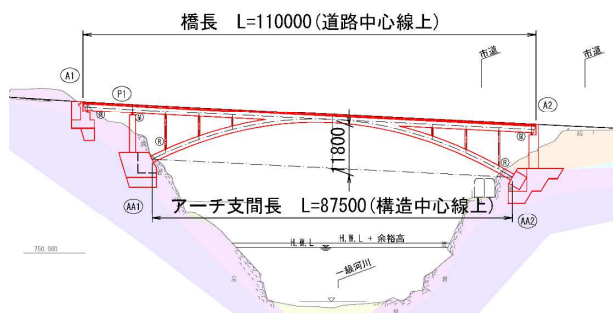 橋長 L=110000(道路中心線上)
市道
市道
A1
P1
A2
M
M
R
R
11800
AA1
アーチ支間長 L=87500(構造中心線上)
AA2
H.W.L
H.W.L + 余裕高
750.000
一級河川